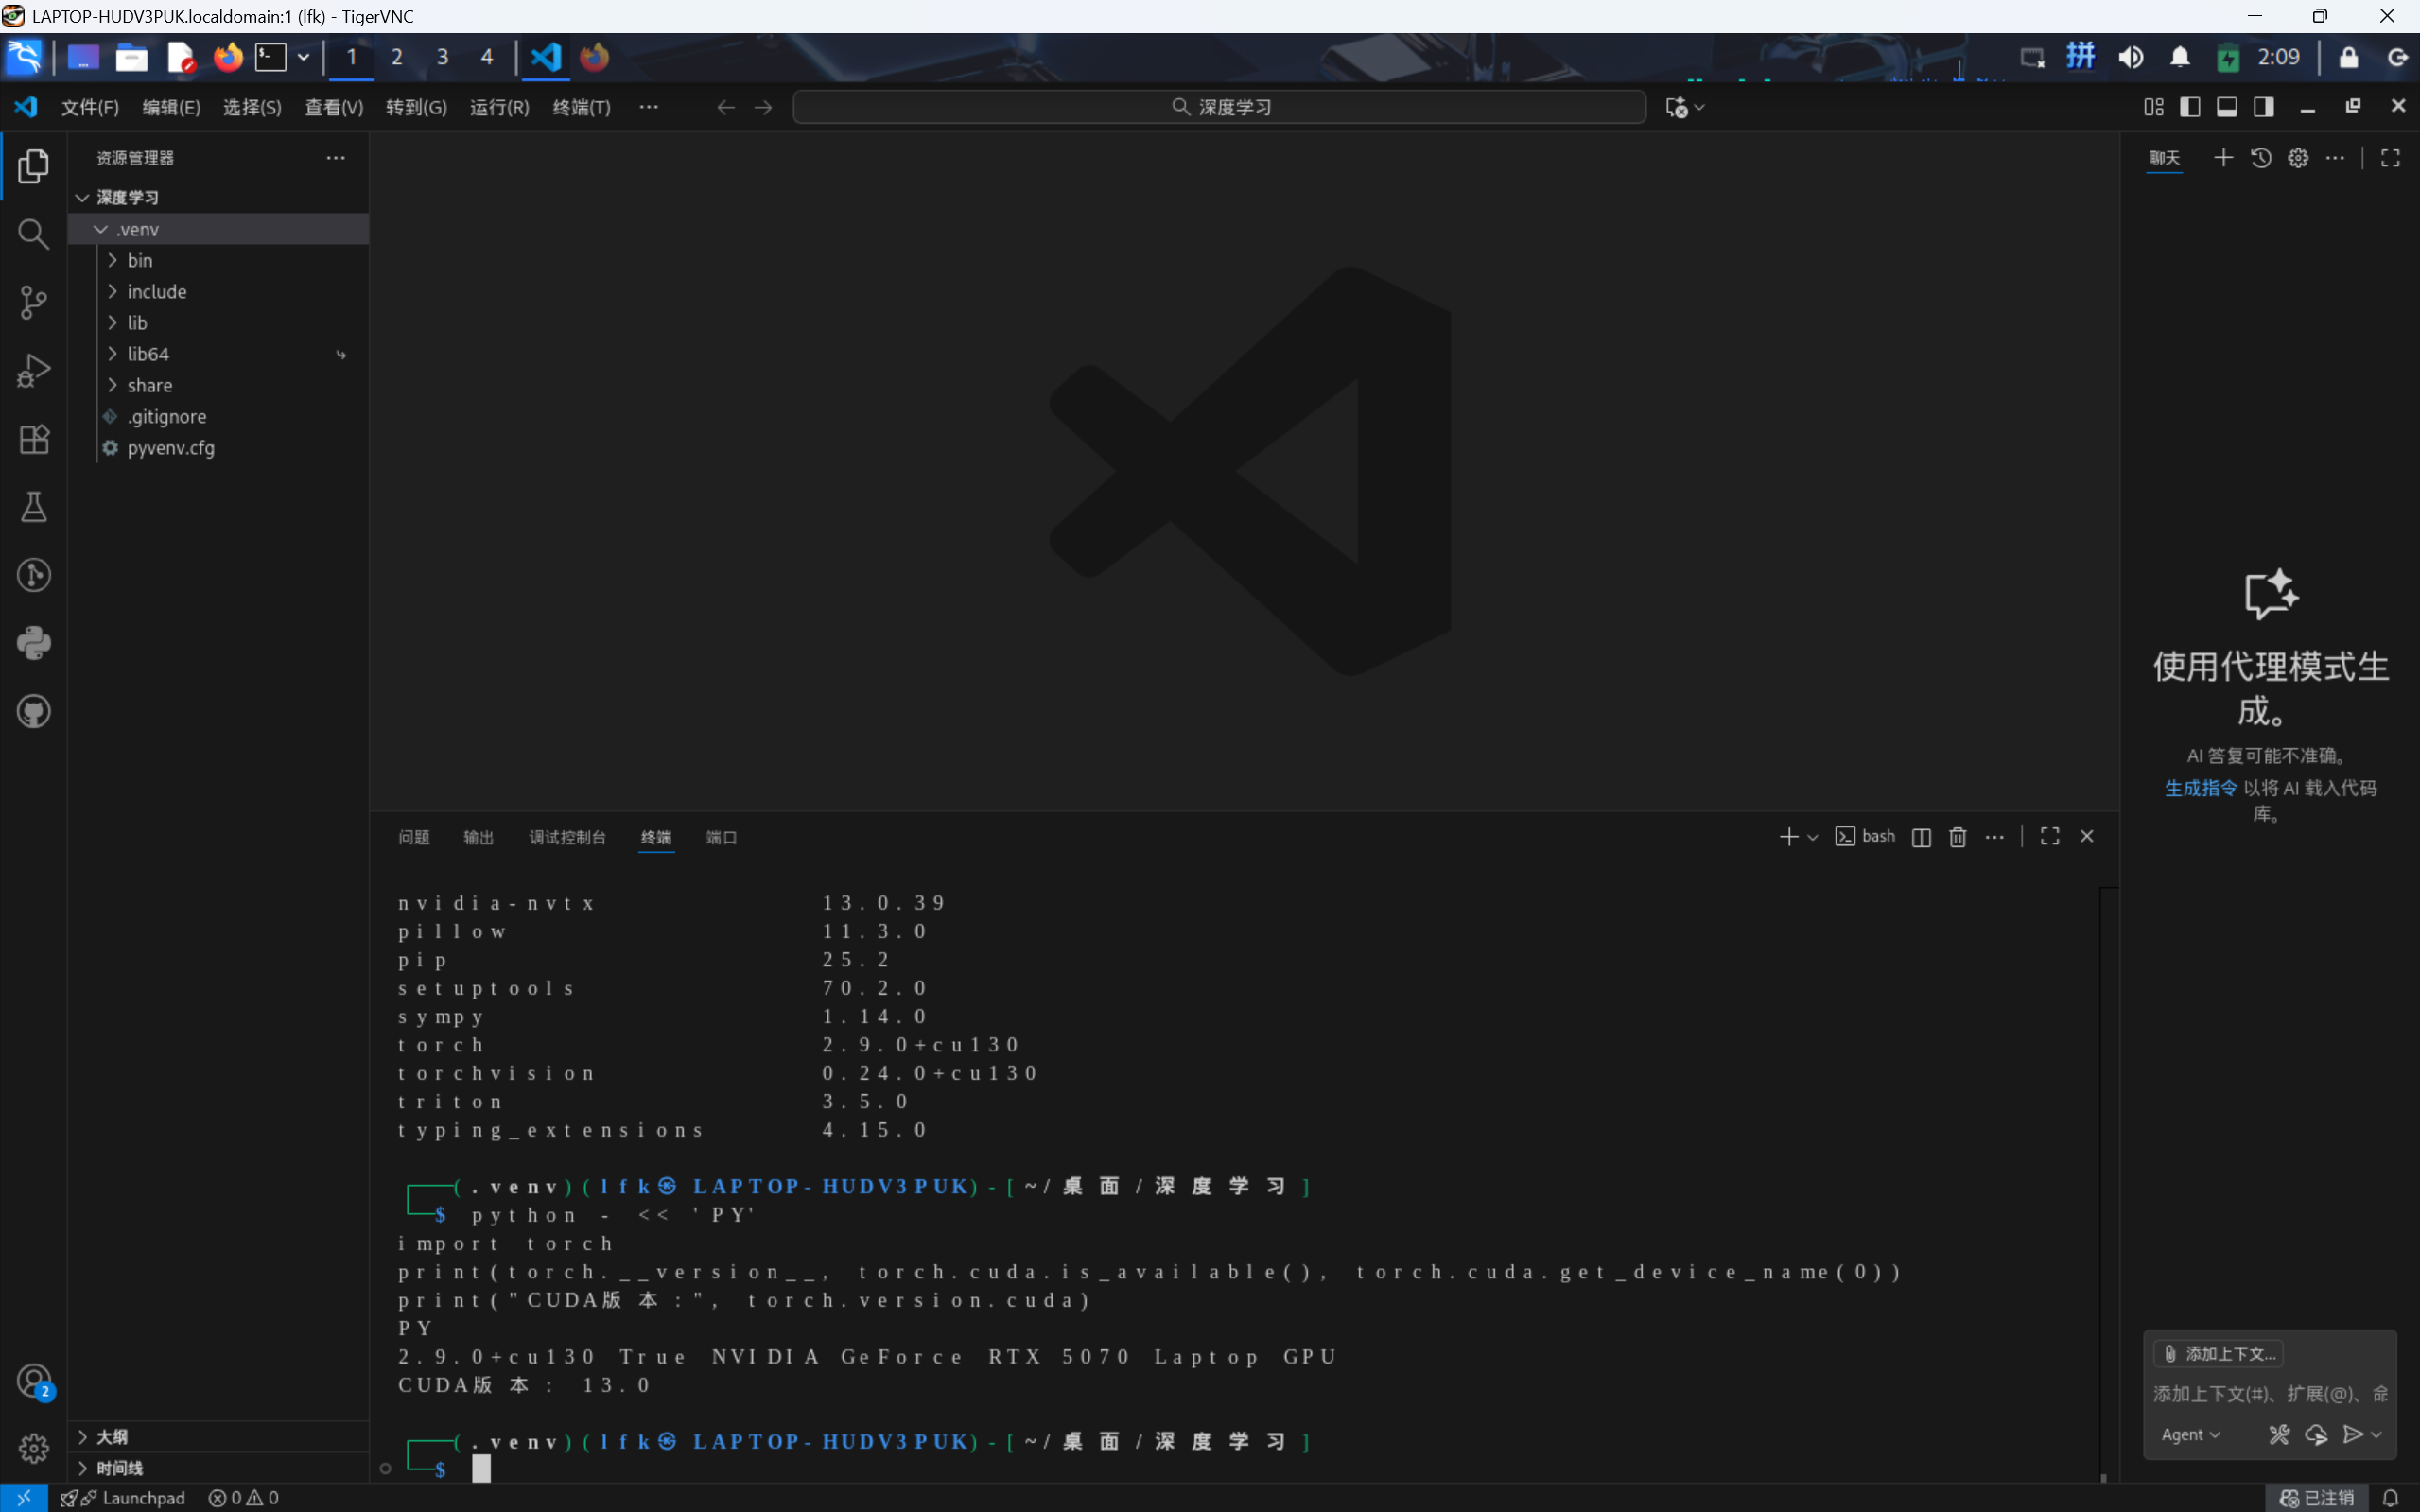 LAPTOP-HUDV3PUK.localdomain:1 (lfk) - TigerVNC
1 2 3 4 拼 2:09
文件(F) 编辑(E) 选择(S) 查看(V) 转到(G) 运行(R) 终端(T) ··· 深度学习
资源管理器
深度学习
.venv
bin
include
lib
lib64
share
.gitignore
pyvenv.cfg
大纲
时间线
聊天
使用代理模式生
成。
AI 答复可能不准确。
生成指令 以将 AI 载入代码
库。
添加上下文...
添加上下文(#)、扩展(@)、命
Agent
问题 输出 调试控制台 终端 端口 bash
nvidia-nvtx 13.0.39
pillow 11.3.0
pip 25.2
setuptools 70.2.0
sympy 1.14.0
torch 2.9.0+cu130
torchvision 0.24.0+cu130
triton 3.5.0
typing_extensions 4.15.0
┌──(.venv)(lfk㉿LAPTOP-HUDV3PUK)-[~/桌面/深度学习]
└─$ python - << 'PY'
import torch
print(torch.__version__, torch.cuda.is_available(), torch.cuda.get_device_name(0))
print("CUDA版本:", torch.version.cuda)
PY
2.9.0+cu130 True NVIDIA GeForce RTX 5070 Laptop GPU
CUDA版本: 13.0
┌──(.venv)(lfk㉿LAPTOP-HUDV3PUK)-[~/桌面/深度学习]
└─$
2
Launchpad 0 0 已注销